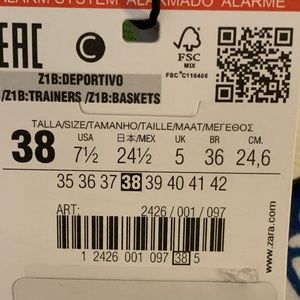 ALARM SYSTEM ALARMADO ALARME
EAC
C
FSC
MIX
FSC® C116406
Z1B:DEPORTIVO
/Z1B:TRAINERS /Z1B:BASKETS
TALLA/SIZE/TAMANHO/TAILLE/MAAT/ΜΕΓΕΘΟΣ
38
USA 日本/MEX UK BR CM.
7½ 24½ 5 36 24,6
35 36 37 38 39 40 41 42
ART: 2426 / 001 / 097
1 2426 001 097 38 5
www.zara.com